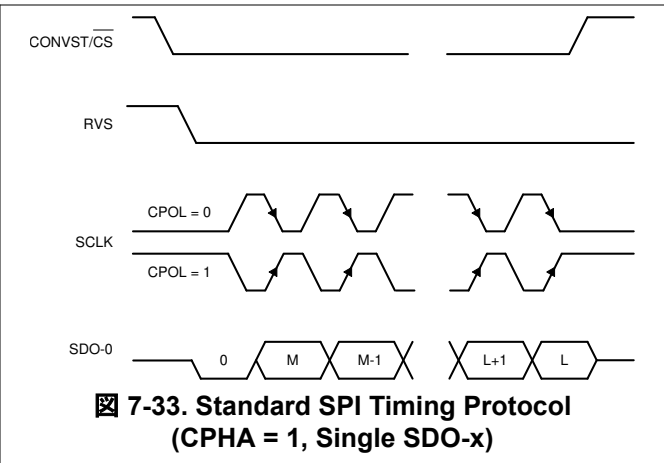 CONVST/CS
RVS
CPOL = 0
SCLK
CPOL = 1
SDO-0
0 M M-1 L+1 L
図 7-33. Standard SPI Timing Protocol
(CPHA = 1, Single SDO-x)